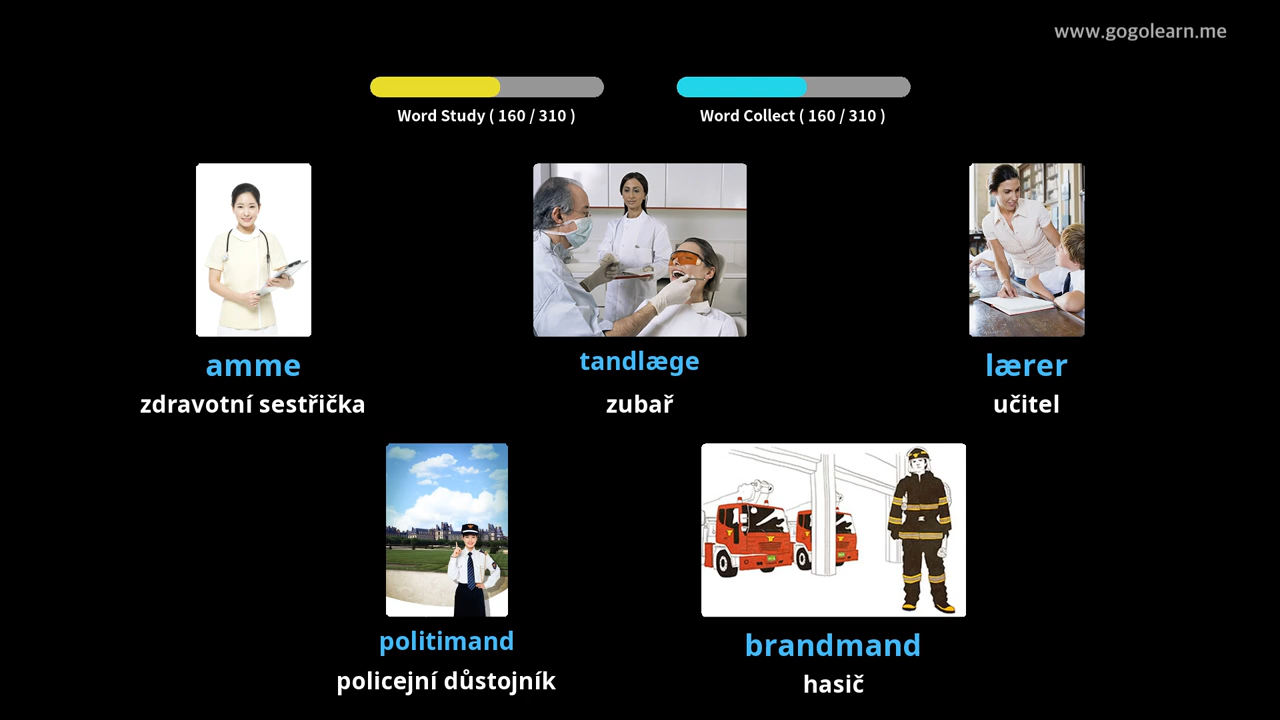 www.gogolearn.me
Word Study ( 160 / 310 )
Word Collect ( 160 / 310 )
amme
zdravotní sestřička
tandlæge
zubař
lærer
učitel
politimand
policejní důstojník
brandmand
hasič